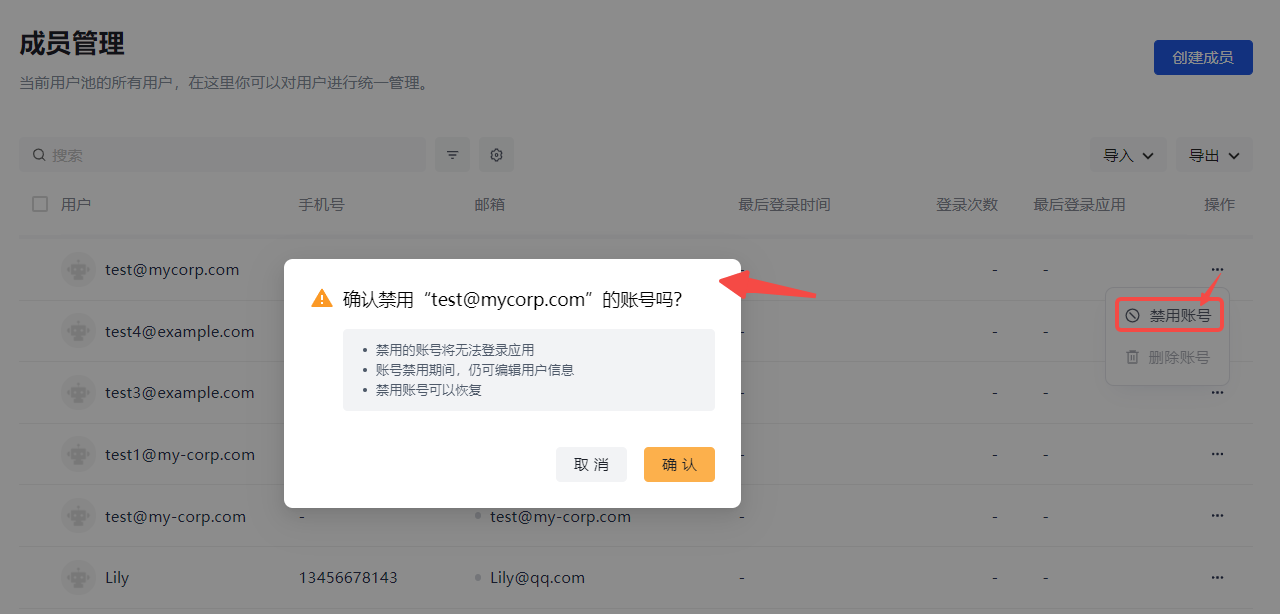 成员管理
当前用户池的所有用户，在这里你可以对用户进行统一管理。
创建成员
搜索
导入
导出
用户 手机号 邮箱 最后登录时间 登录次数 最后登录应用 操作
test@mycorp.com - - - ···
test4@example.com - - -
test3@example.com - - - ···
test1@my-corp.com - - - ···
test@my-corp.com - test@my-corp.com - - - ···
Lily 13456678143 Lily@qq.com - - - ···
禁用账号
删除账号
确认禁用“test@mycorp.com”的账号吗?
• 禁用的账号将无法登录应用
• 账号禁用期间，仍可编辑用户信息
• 禁用账号可以恢复
取 消
确 认